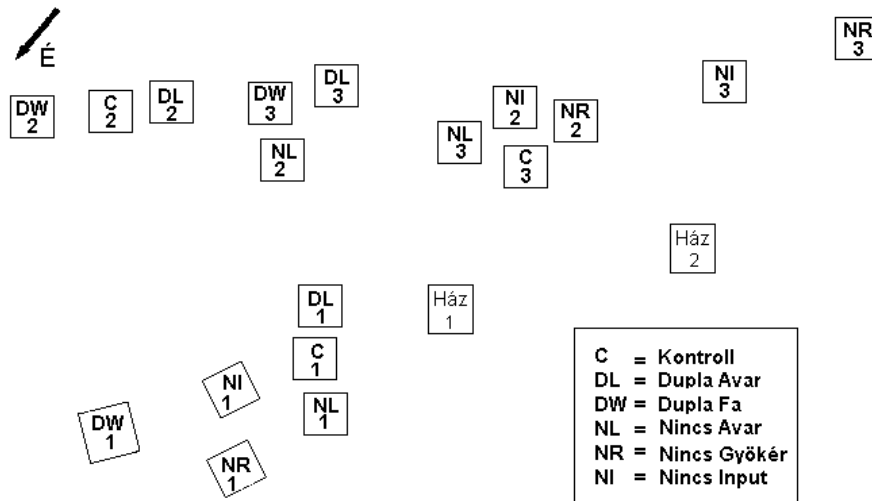 É
NR
3
DW
2
C
2
DL
2
DW
3
DL
3
NL
2
NL
3
NI
2
NR
2
C
3
NI
3
Ház
2
DL
1
Ház
1
C
1
NI
1
NL
1
DW
1
NR
1
C = Kontroll
DL = Dupla Avar
DW = Dupla Fa
NL = Nincs Avar
NR = Nincs Gyökér
NI = Nincs Input